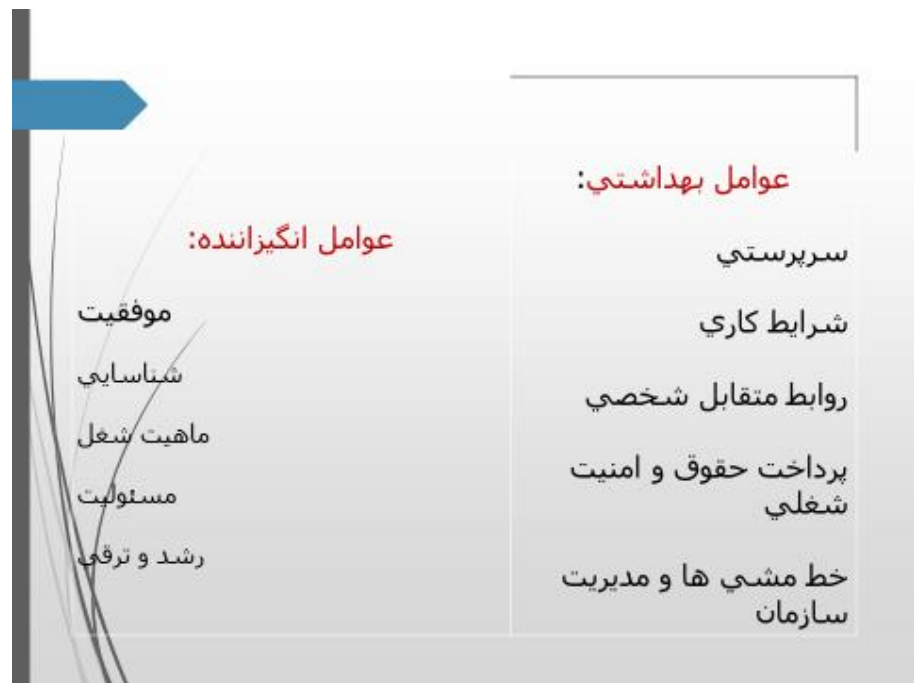 عوامل بهداشتي:
سرپرستي
شرايط كاري
روابط متقابل شخصي
پرداخت حقوق و امنيت
شغلي
خط مشي ها و مديريت
سازمان
عوامل انگيزاننده:
موفقيت
شناسايي
ماهيت شغل
مسئوليت
رشد و ترقي